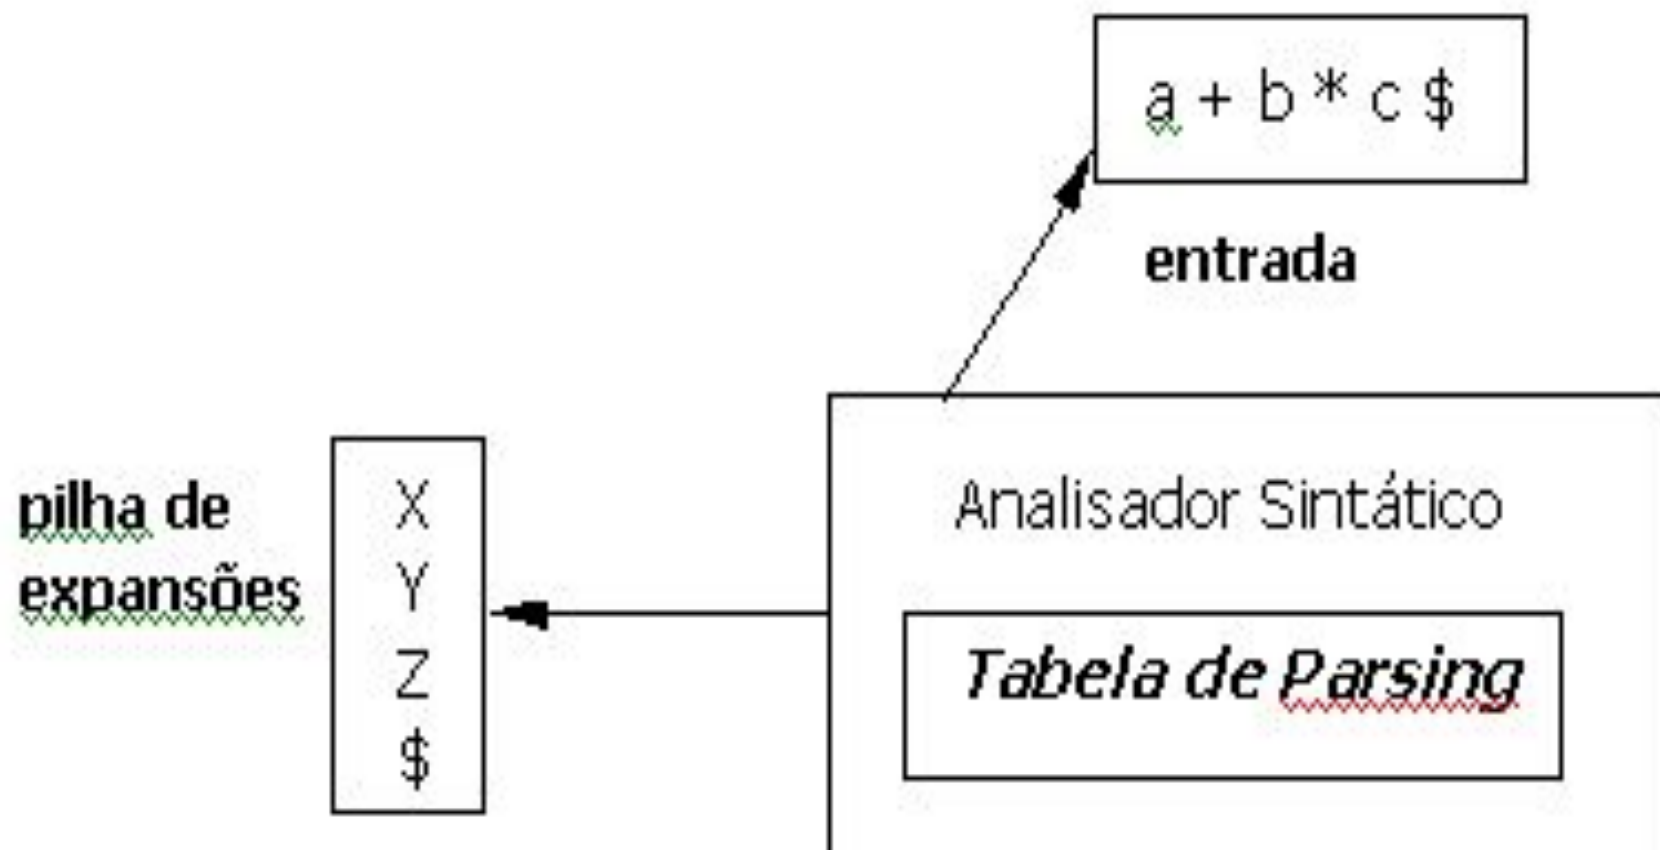 a + b * c $
entrada
pilha de
expansões
X
Y
Z
$
Analisador Sintático
Tabela de Parsing